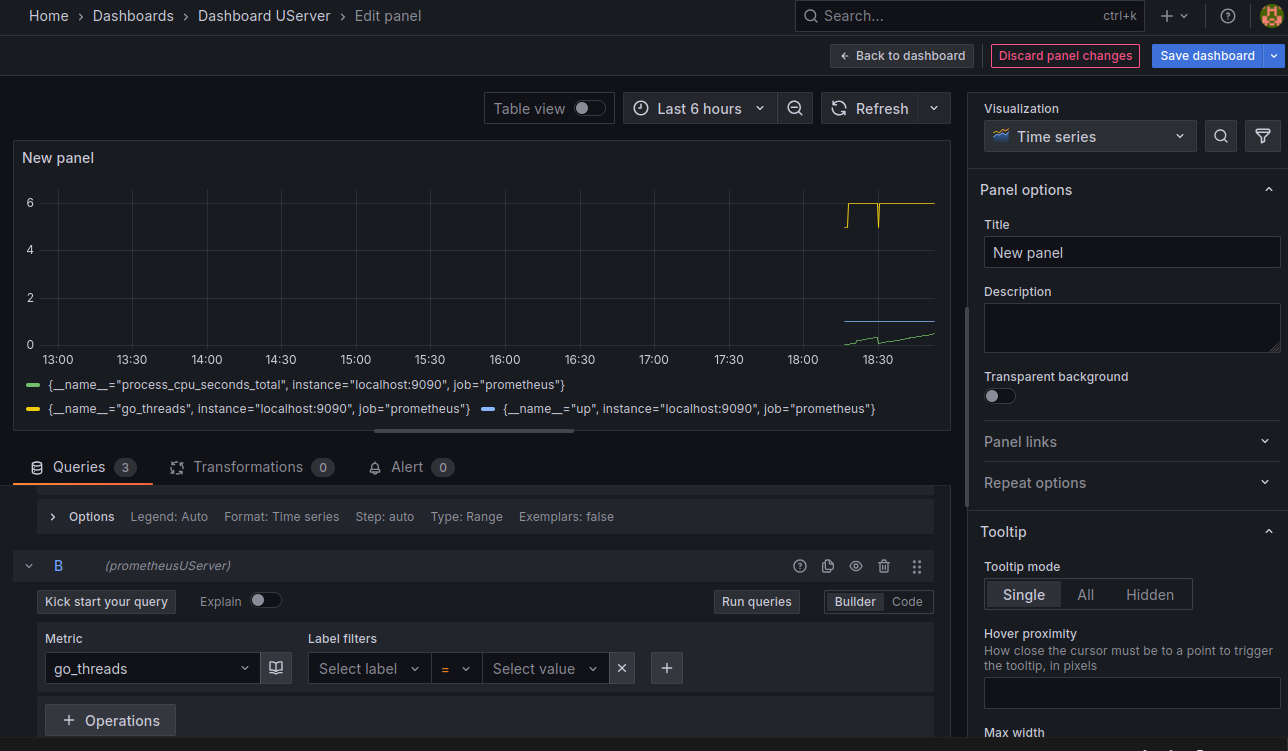 Home > Dashboards > Dashboard UServer > Edit panel
Search... ctrl+k
Back to dashboard
Discard panel changes
Save dashboard
Table view
Last 6 hours
Refresh
New panel
6
4
2
0
13:00 13:30 14:00 14:30 15:00 15:30 16:00 16:30 17:00 17:30 18:00 18:30
{__name__="process_cpu_seconds_total", instance="localhost:9090", job="prometheus"}
{__name__="go_threads", instance="localhost:9090", job="prometheus"} {__name__="up", instance="localhost:9090", job="prometheus"}
Queries 3
Transformations 0
Alert 0
Options Legend: Auto Format: Time series Step: auto Type: Range Exemplars: false
B (prometheusUServer)
Kick start your query
Explain
Run queries
Builder Code
Metric
go_threads
Label filters
Select label = Select value
+ Operations
Visualization
Time series
Panel options
Title
New panel
Description
Transparent background
Panel links
Repeat options
Tooltip
Tooltip mode
Single All Hidden
Hover proximity
How close the cursor must be to a point to trigger
the tooltip, in pixels
Max width